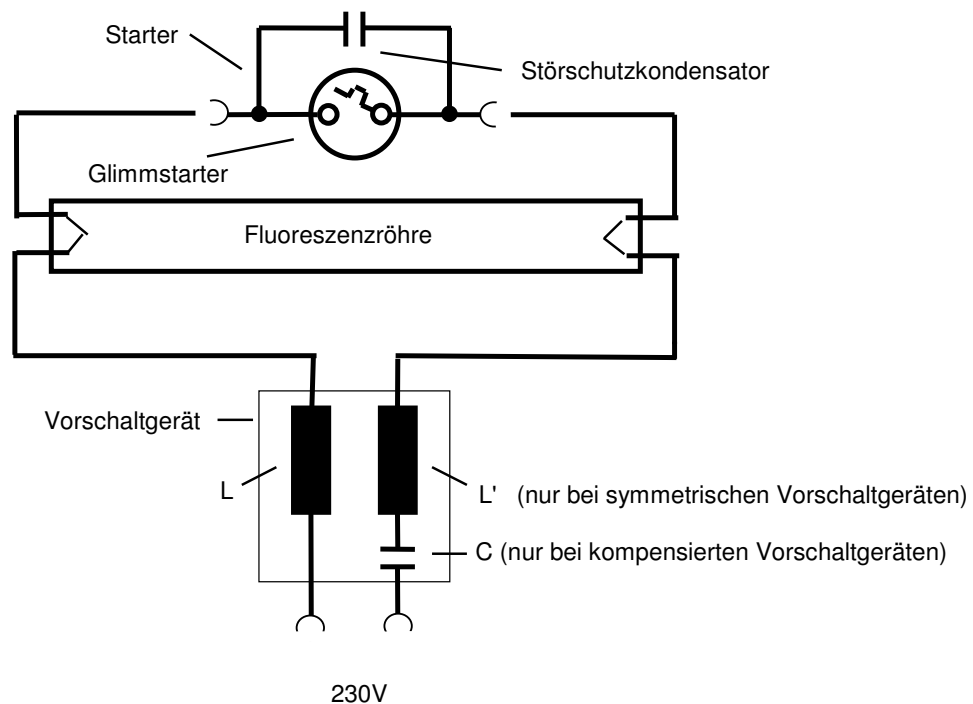 Starter
Störschutzkondensator
Glimmstarter
Fluoreszenzröhre
Vorschaltgerät
L
L' (nur bei symmetrischen Vorschaltgeräten)
C (nur bei kompensierten Vorschaltgeräten)
230V